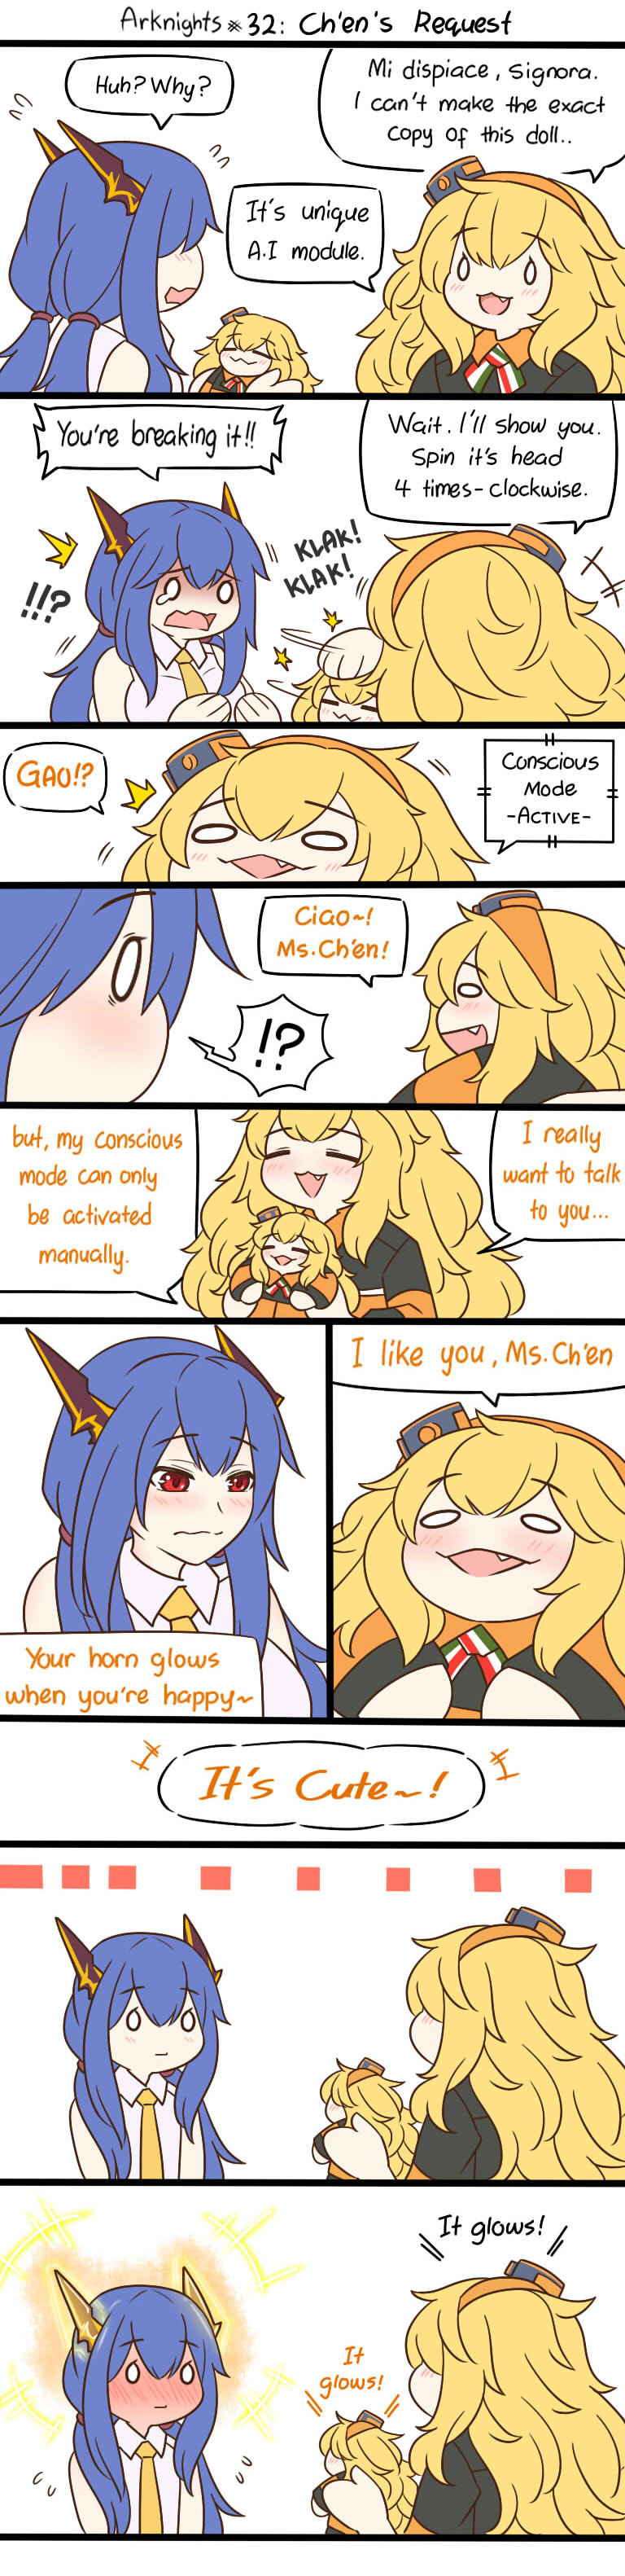 Arknights * 32: Ch'en's Request
Huh? Why?
Mi dispiace, Signora.
I can't make the exact
copy of this doll..
It's unique
A.I module.
You're breaking it!!
Wait. I'll show you.
Spin it's head
4 times-clockwise.
!!?
KLAK!
KLAK!
GAO!?
Conscious
Mode
-ACTIVE-
Ciao~!
Ms.Ch'en!
!?
I really
want to talk
to you...
but, my conscious
mode can only
be activated
manually.
I like you, Ms.Ch'en
Your horn glows
when you're happy~
It's Cute~!
It glows!
It
glows!